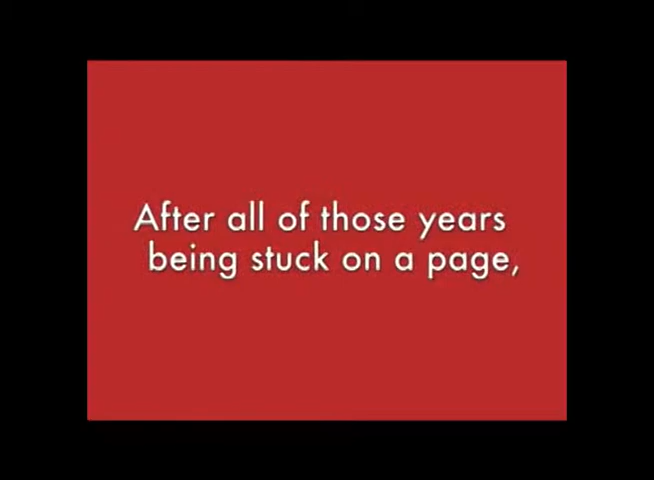 After all of those years
being stuck on a page,